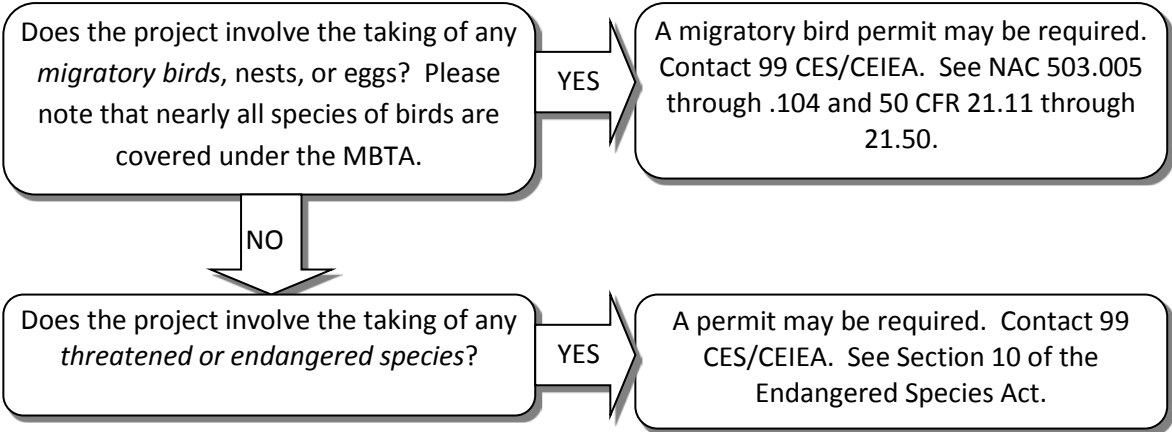 Does the project involve the taking of any
migratory birds, nests, or eggs? Please
note that nearly all species of birds are
covered under the MBTA.
YES
A migratory bird permit may be required.
Contact 99 CES/CEIEA. See NAC 503.005
through .104 and 50 CFR 21.11 through
21.50.
NO
Does the project involve the taking of any
threatened or endangered species?
YES
A permit may be required. Contact 99
CES/CEIEA. See Section 10 of the
Endangered Species Act.